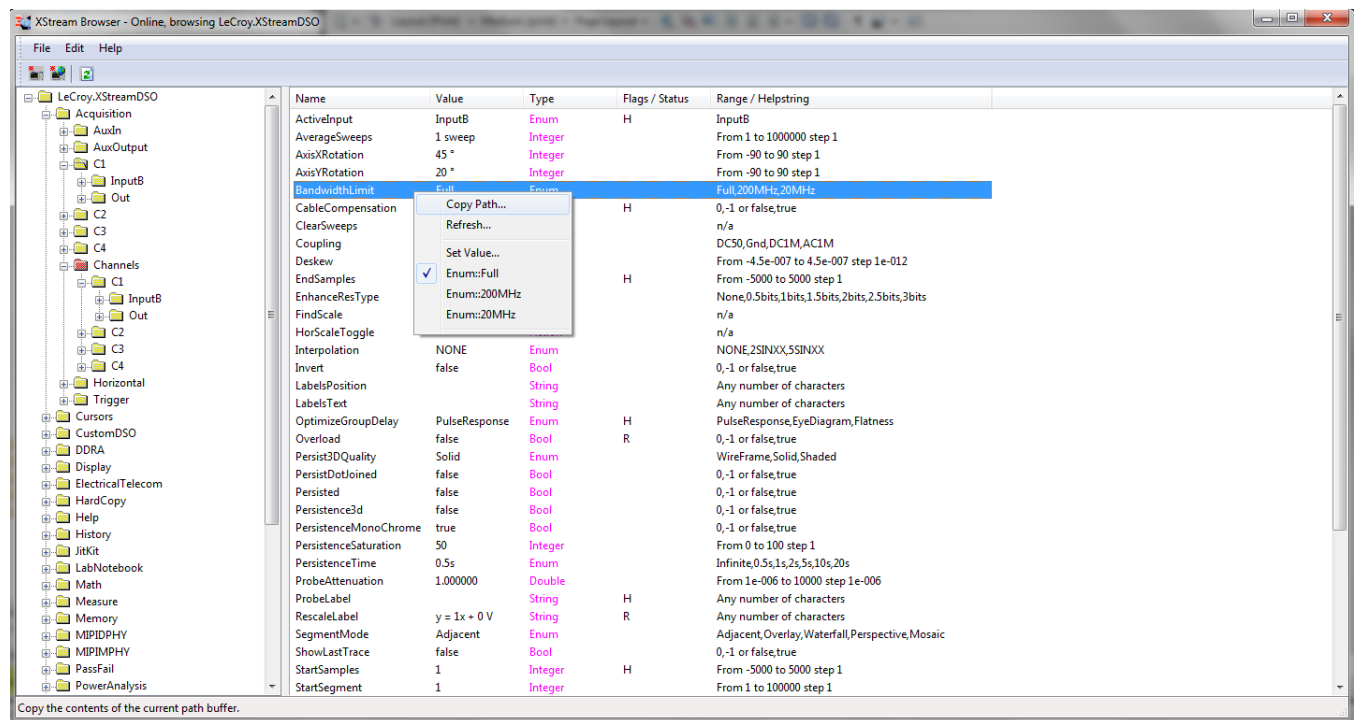 XStream Browser - Online, browsing LeCroy.XStreamDSO
File Edit Help
LeCroy.XStreamDSO
Acquisition
AuxIn
AuxOutput
C1
InputB
Out
C2
C3
C4
Channels
C1
InputB
Out
C2
C3
C4
Horizontal
Trigger
Cursors
CustomDSO
DDRA
Display
ElectricalTelecom
HardCopy
Help
History
JitKit
LabNotebook
Math
Measure
Memory
MIPIDPHY
MIPIMPHY
PassFail
PowerAnalysis
Name Value Type Flags / Status Range / Helpstring
ActiveInput InputB Enum H InputB
AverageSweeps 1 sweep Integer From 1 to 1000000 step 1
AxisXRotation 45 ° Integer From -90 to 90 step 1
AxisYRotation 20 ° Integer From -90 to 90 step 1
BandwidthLimit Full Enum Full,200MHz,20MHz
CableCompensation H 0,-1 or false,true
ClearSweeps n/a
Coupling DC50,Gnd,DC1M,AC1M
Deskew From -4.5e-007 to 4.5e-007 step 1e-012
EndSamples H From -5000 to 5000 step 1
EnhanceResType None,0.5bits,1bits,1.5bits,2bits,2.5bits,3bits
FindScale n/a
HorScaleToggle n/a
Interpolation NONE Enum NONE,2SINXX,5SINXX
Invert false Bool 0,-1 or false,true
LabelsPosition String Any number of characters
LabelsText String Any number of characters
OptimizeGroupDelay PulseResponse Enum H PulseResponse,EyeDiagram,Flatness
Overload false Bool R 0,-1 or false,true
Persist3DQuality Solid Enum WireFrame,Solid,Shaded
PersistDotJoined false Bool 0,-1 or false,true
Persisted false Bool 0,-1 or false,true
Persistence3d false Bool 0,-1 or false,true
PersistenceMonoChrome true Bool 0,-1 or false,true
PersistenceSaturation 50 Integer From 0 to 100 step 1
PersistenceTime 0.5s Enum Infinite,0.5s,1s,2s,5s,10s,20s
ProbeAttenuation 1.000000 Double From 1e-006 to 10000 step 1e-006
ProbeLabel String H Any number of characters
RescaleLabel y = 1x + 0 V String R Any number of characters
SegmentMode Adjacent Enum Adjacent,Overlay,Waterfall,Perspective,Mosaic
ShowLastTrace false Bool 0,-1 or false,true
StartSamples 1 Integer H From -5000 to 5000 step 1
StartSegment 1 Integer From 1 to 100000 step 1
Copy Path...
Refresh...
Set Value...
Enum::Full
Enum::200MHz
Enum::20MHz
Copy the contents of the current path buffer.